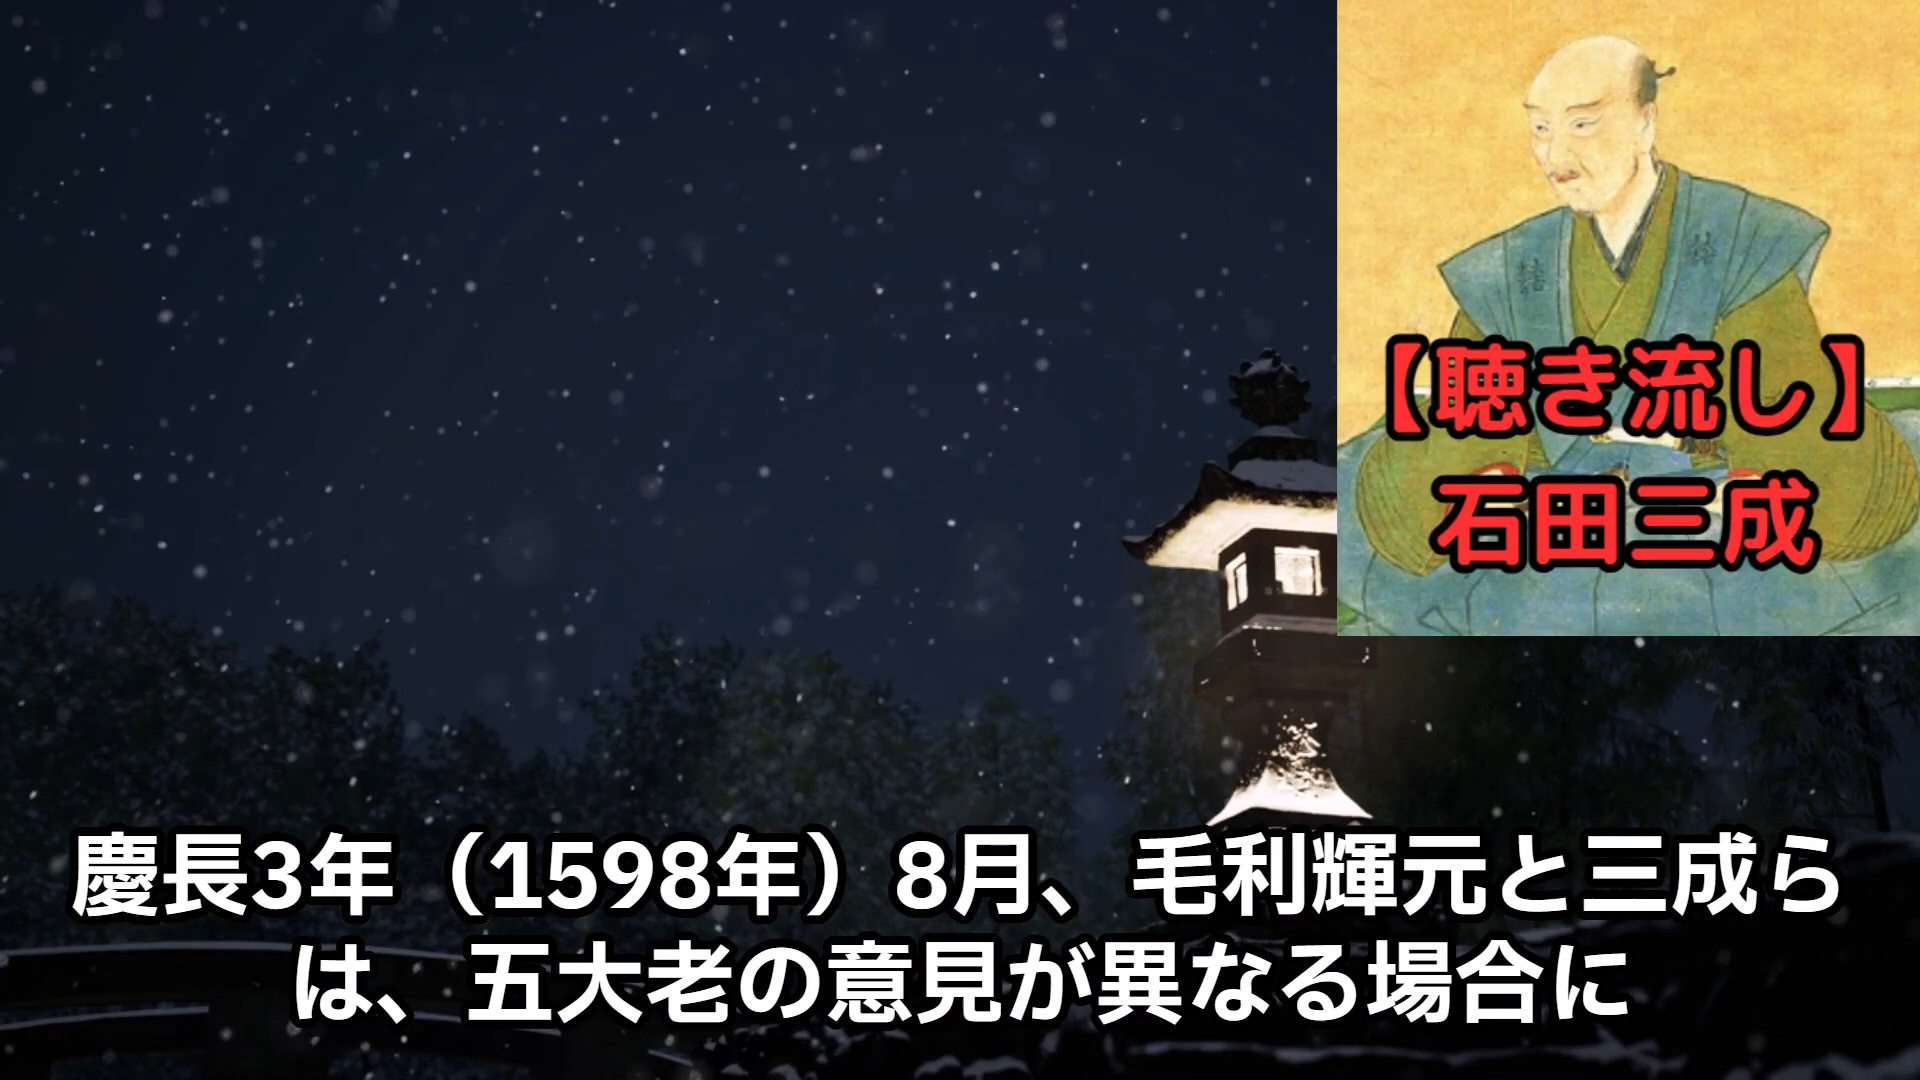 【聴き流し】
石田三成
慶長3年（1598年）8月、毛利輝元と三成ら
は、五大老の意見が異なる場合に